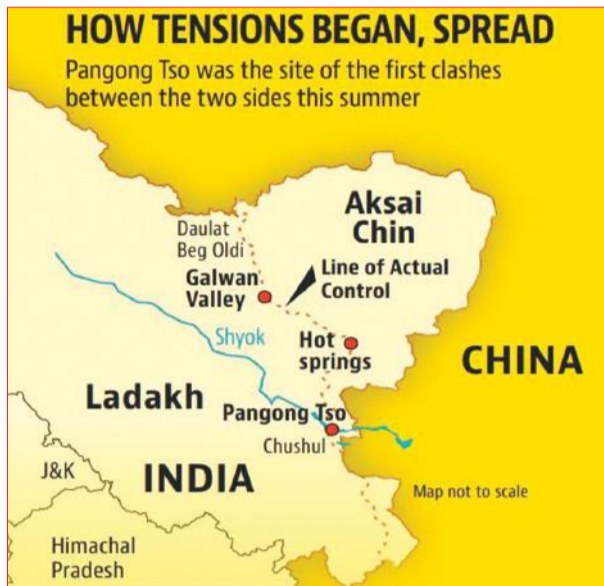 HOW TENSIONS BEGAN, SPREAD
Pangong Tso was the site of the first clashes
between the two sides this summer
Aksai
Chin
Daulat
Beg Oldi
Line of Actual
Control
Galwan
Valley
Shyok
Hot
springs
CHINA
Ladakh
Pangong Tso
Chushul
J&K
INDIA
Map not to scale
Himachal
Pradesh